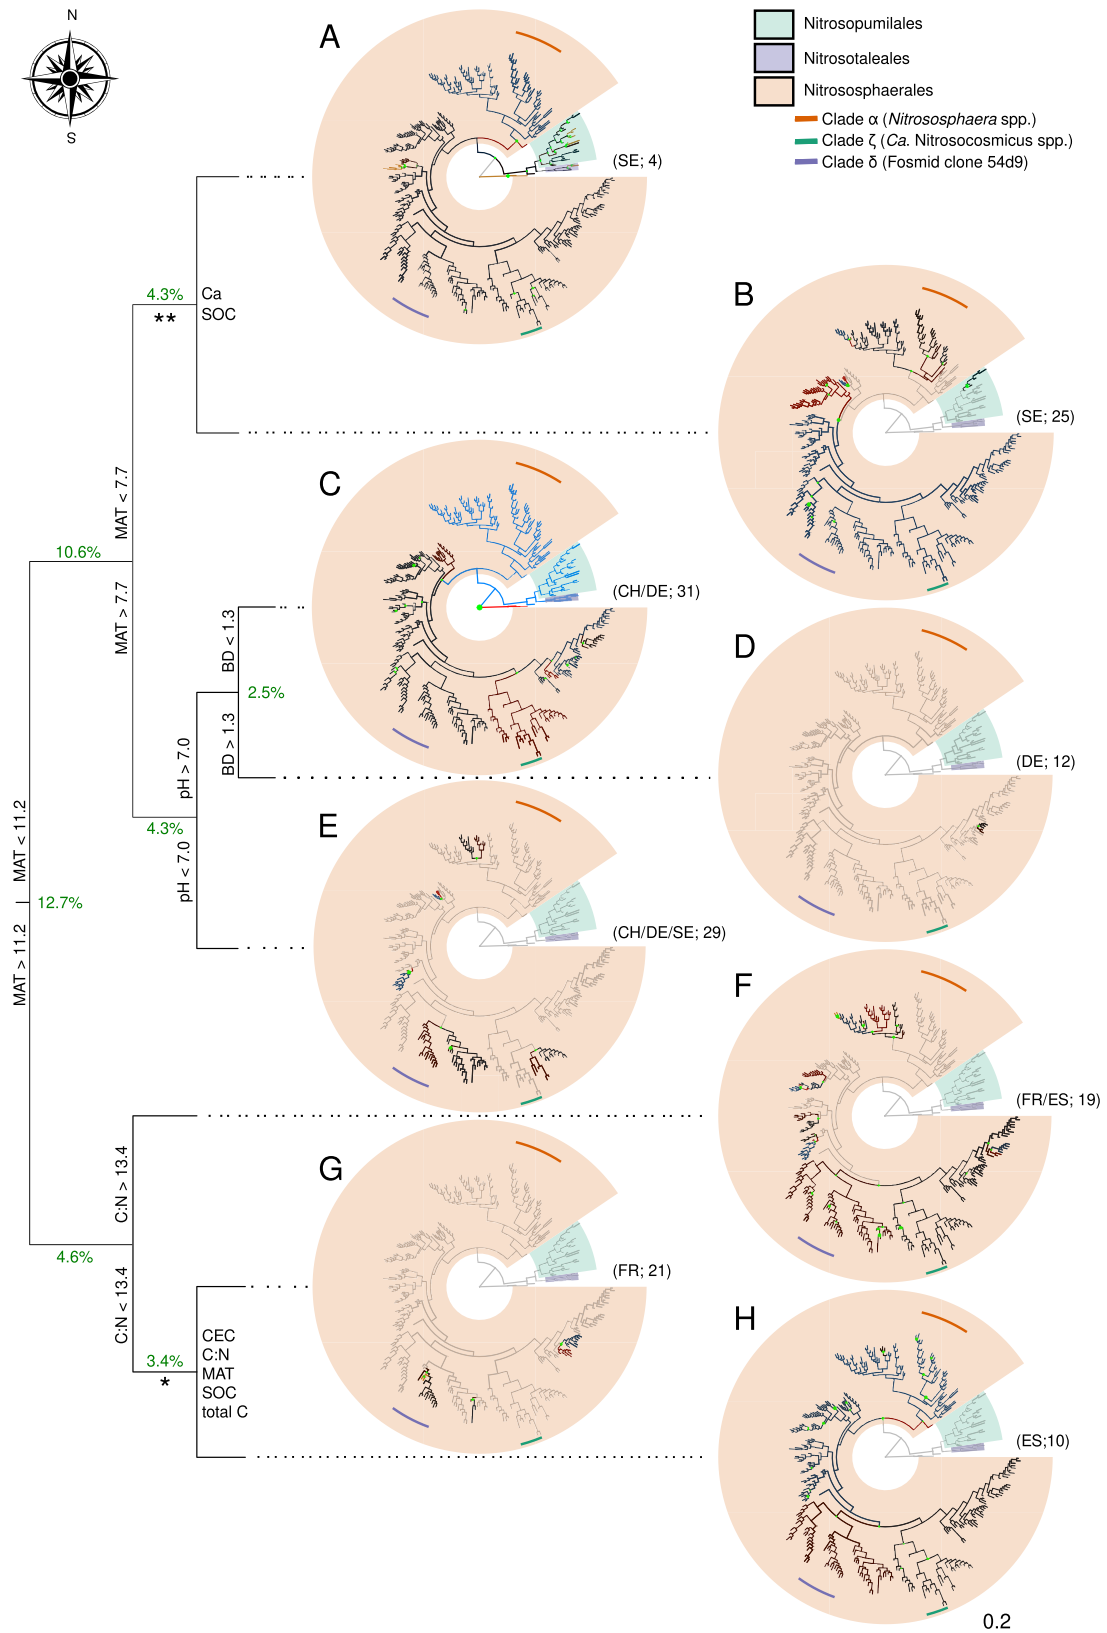 N
S
A
Nitrosopumilales
Nitrosotaleales
Nitrososphaerales
Clade α (Nitrososphaera spp.)
Clade ζ (Ca. Nitrosocosmicus spp.)
Clade δ (Fosmid clone 54d9)
(SE; 4)
4.3%
**
Ca
SOC
B
(SE; 25)
MAT < 7.7
10.6%
MAT > 7.7
C
(CH/DE; 31)
BD < 1.3
2.5%
BD > 1.3
D
(DE; 12)
pH > 7.0
4.3%
pH < 7.0
E
(CH/DE/SE; 29)
MAT < 11.2
12.7%
MAT > 11.2
F
(FR/ES; 19)
C:N > 13.4
4.6%
C:N < 13.4
G
(FR; 21)
3.4%
*
CEC
C:N
MAT
SOC
total C
H
(ES;10)
0.2